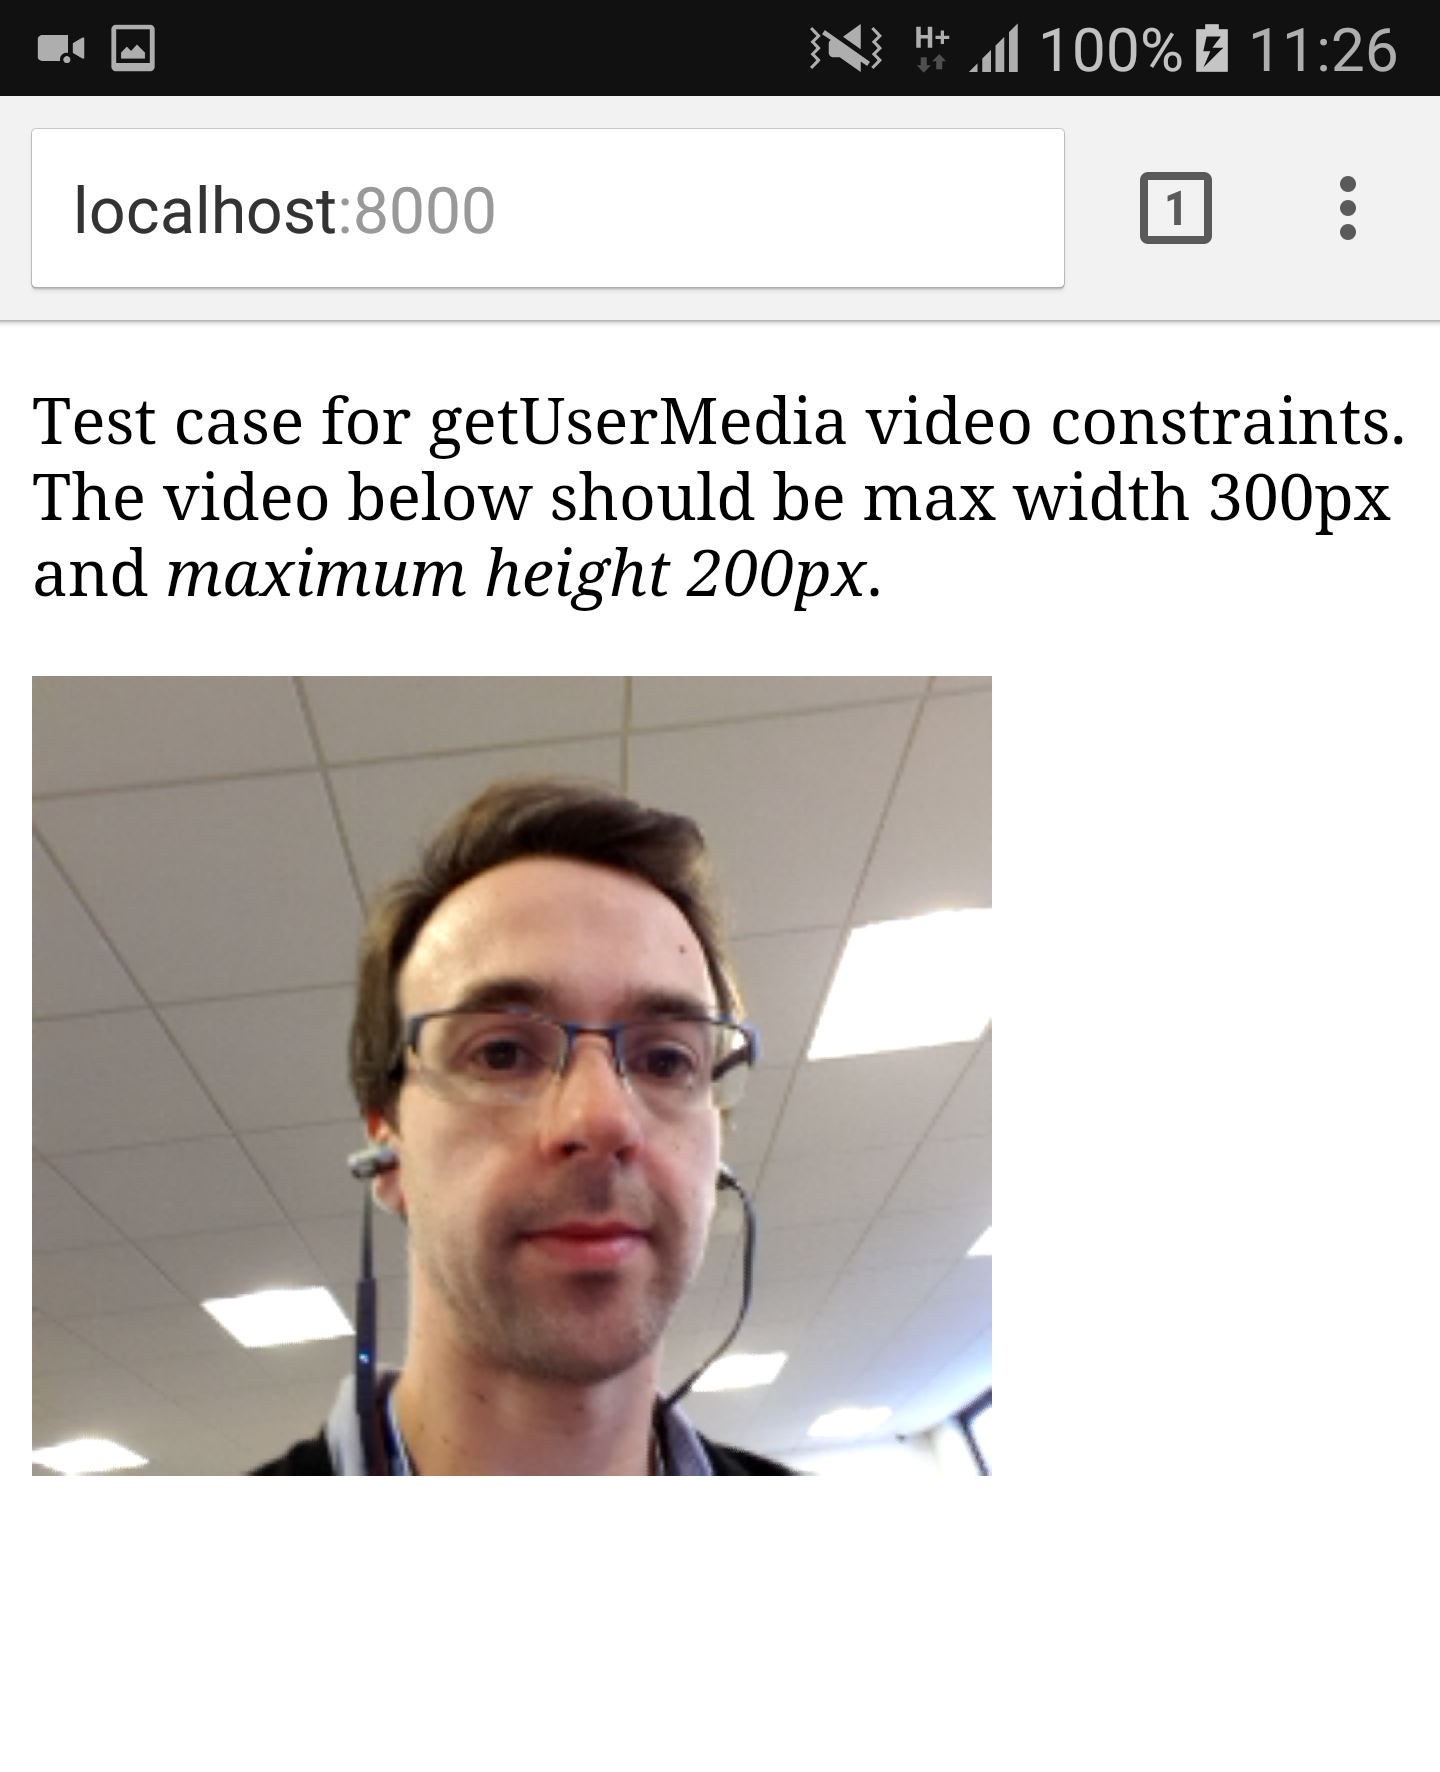 H+ 100% 11:26
localhost:8000
1
Test case for getUserMedia video constraints.
The video below should be max width 300px
and maximum height 200px.